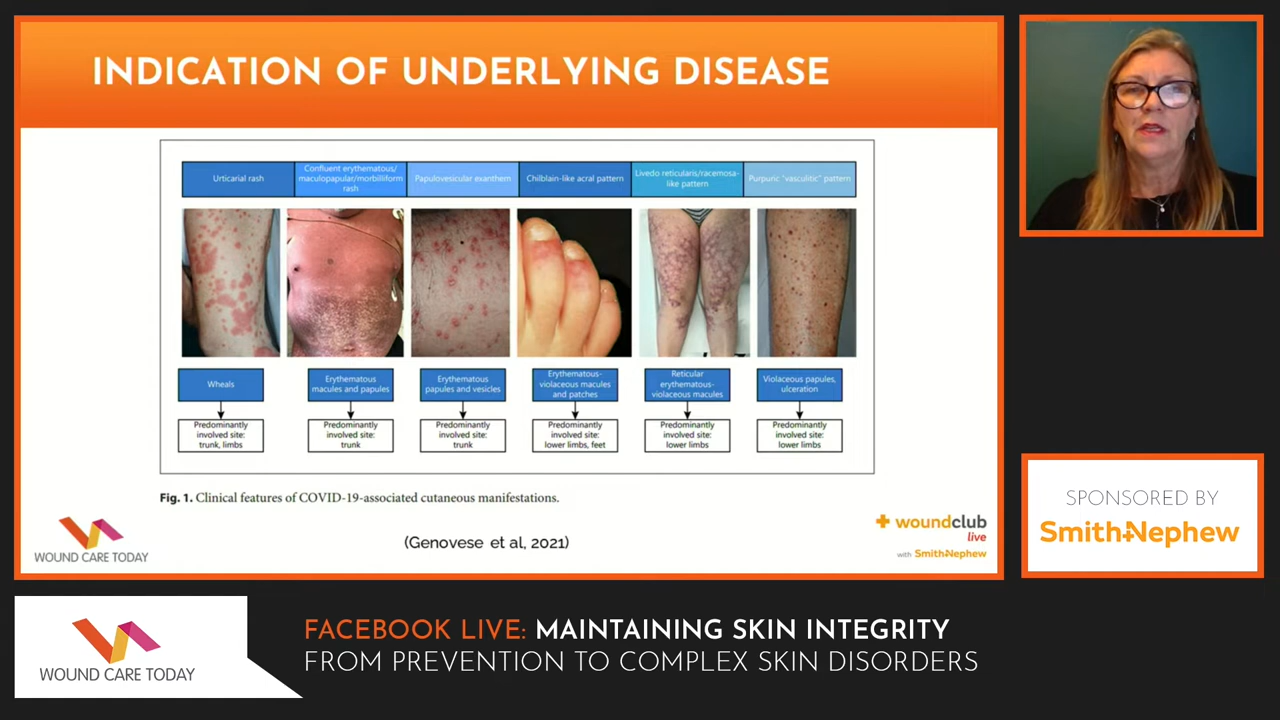 INDICATION OF UNDERLYING DISEASE
Urticarial rash
Confluent erythematous/
maculopapular/morbilliform
rash
Papulovesicular exanthem
Chilblain-like acral pattern
Livedo reticularis/racemosa-
like pattern
Purpuric "vasculitic" pattern
Wheals
Erythematous
macules and papules
Erythematous
papules and vesicles
Erythematous-
violaceous macules
and patches
Reticular
erythematous-
violaceous macules
Violaceous papules,
ulceration
Predominantly
involved site:
trunk, limbs
Predominantly
involved site:
trunk
Predominantly
involved site:
trunk
Predominantly
involved site:
lower limbs, feet
Predominantly
involved site:
lower limbs
Predominantly
involved site:
lower limbs
Fig. 1. Clinical features of COVID-19-associated cutaneous manifestations.
(Genovese et al, 2021)
WOUND CARE TODAY
woundclub
live
with Smith+Nephew
SPONSORED BY
Smith+Nephew
WOUND CARE TODAY
FACEBOOK LIVE: MAINTAINING SKIN INTEGRITY
FROM PREVENTION TO COMPLEX SKIN DISORDERS